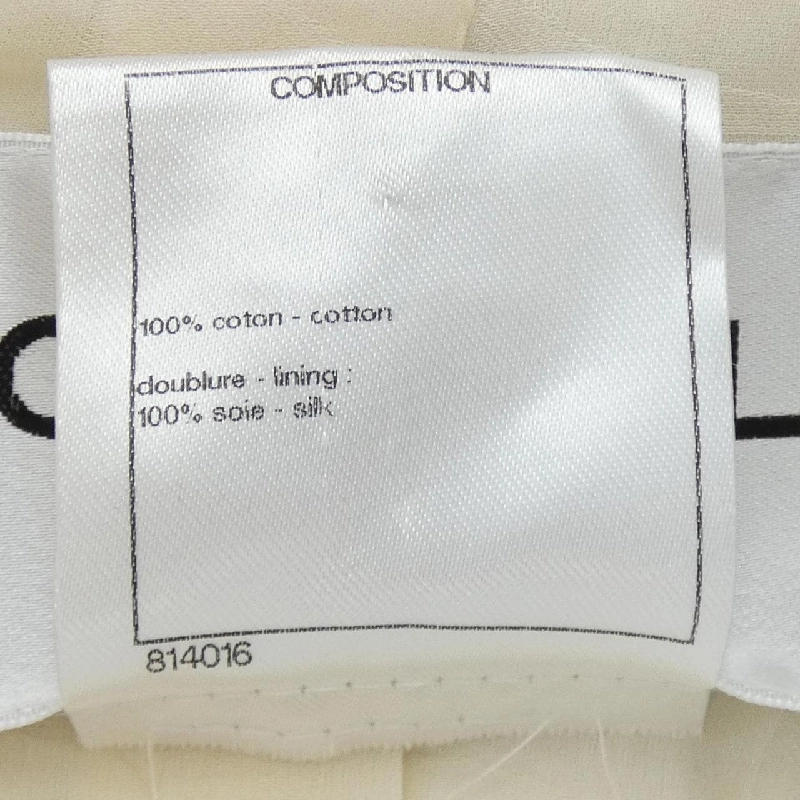 COMPOSITION
100% coton - cotton
doublure - lining :
100% soie - silk
814016
C
L